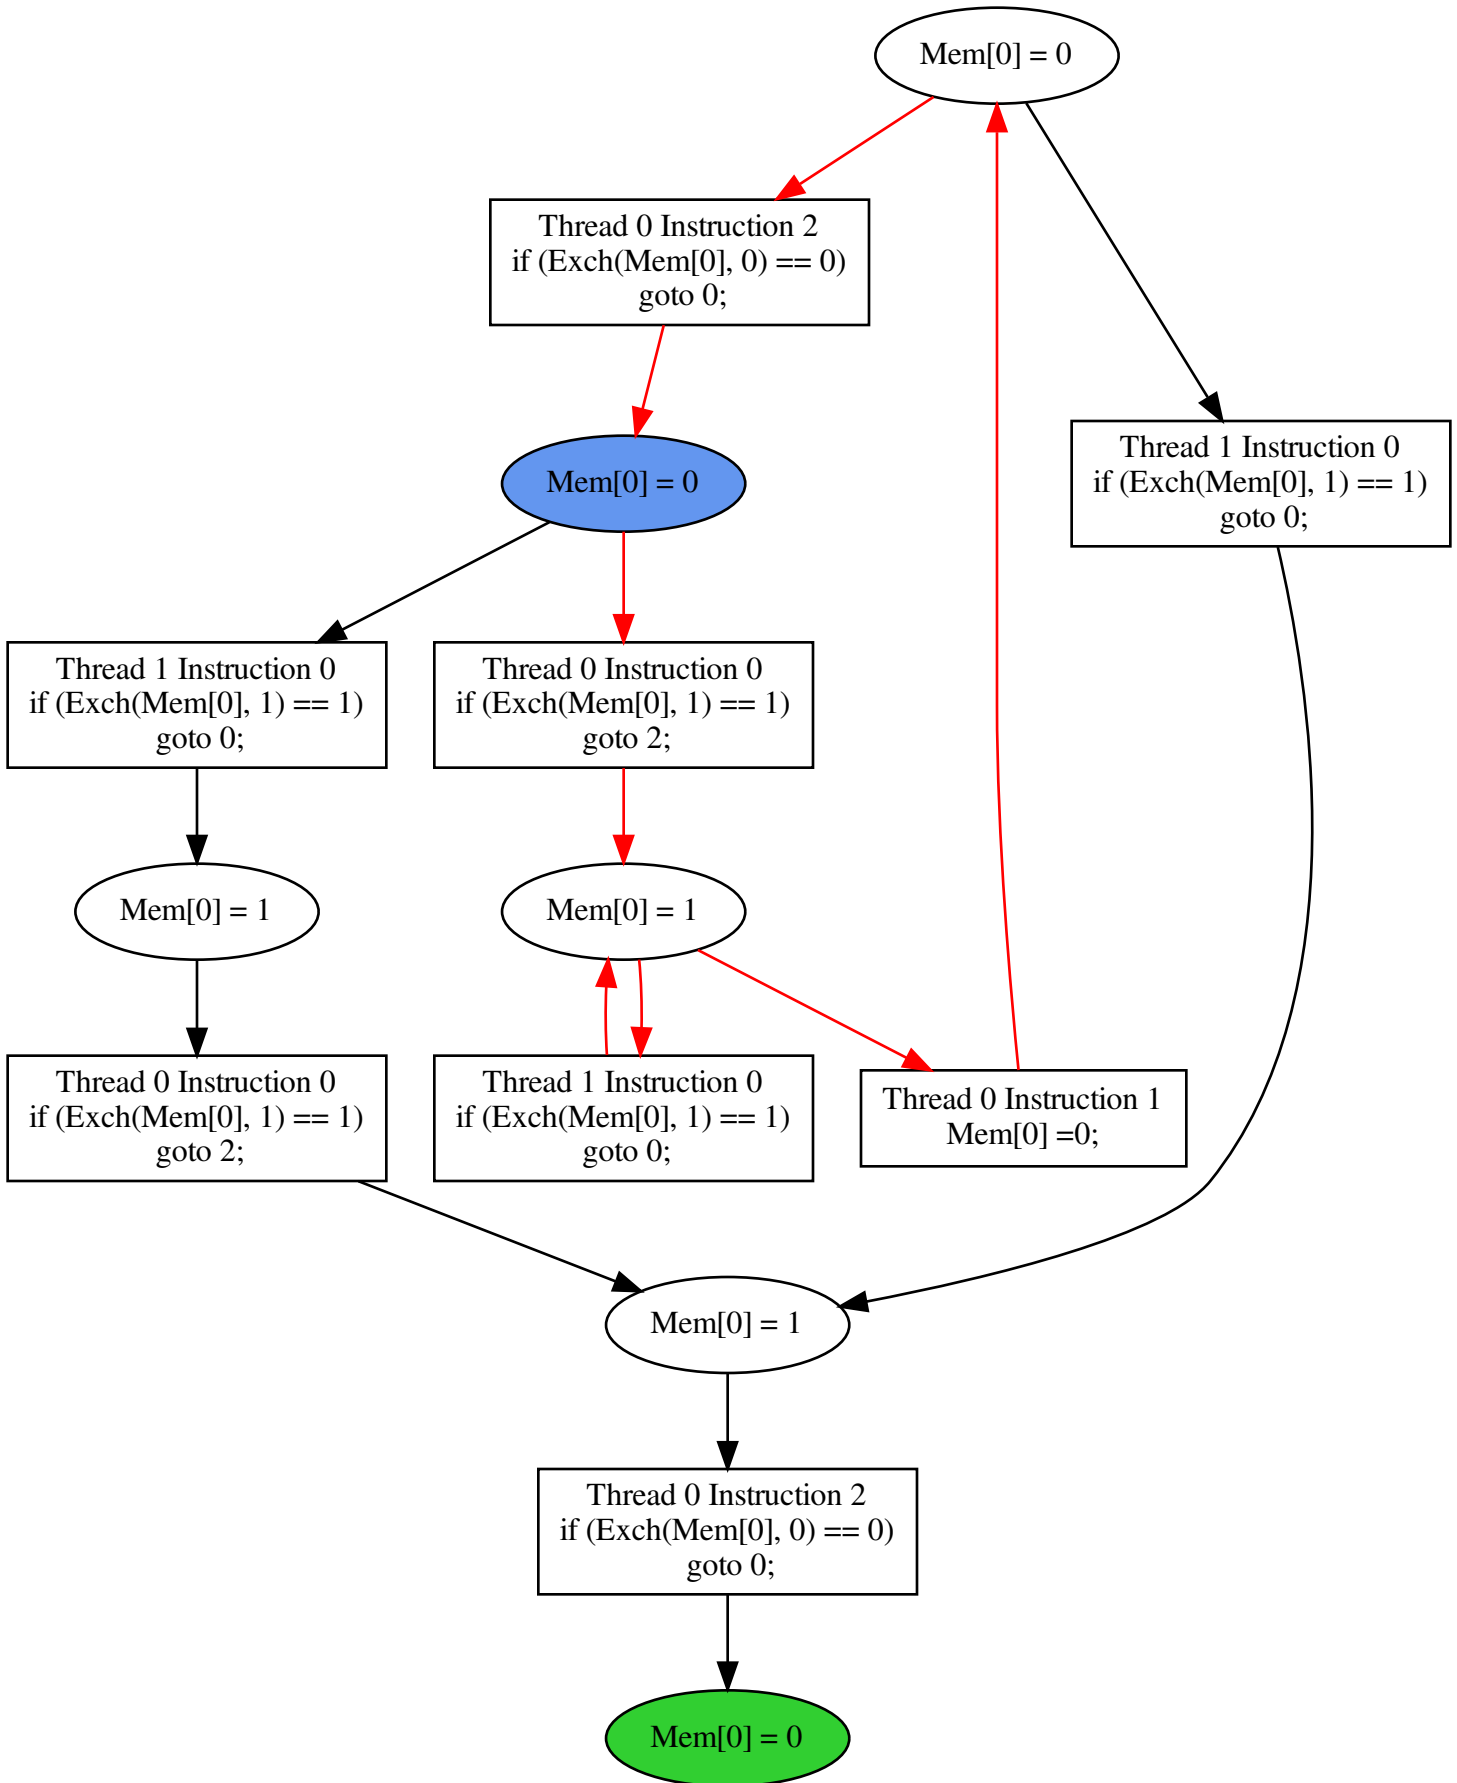 Mem[0] = 0
Thread 0 Instruction 2
if (Exch(Mem[0], 0) == 0)
goto 0;
Mem[0] = 0
Thread 1 Instruction 0
if (Exch(Mem[0], 1) == 1)
goto 0;
Thread 1 Instruction 0
if (Exch(Mem[0], 1) == 1)
goto 0;
Thread 0 Instruction 0
if (Exch(Mem[0], 1) == 1)
goto 2;
Mem[0] = 1
Mem[0] = 1
Thread 0 Instruction 0
if (Exch(Mem[0], 1) == 1)
goto 2;
Thread 1 Instruction 0
if (Exch(Mem[0], 1) == 1)
goto 0;
Thread 0 Instruction 1
Mem[0] =0;
Mem[0] = 1
Thread 0 Instruction 2
if (Exch(Mem[0], 0) == 0)
goto 0;
Mem[0] = 0